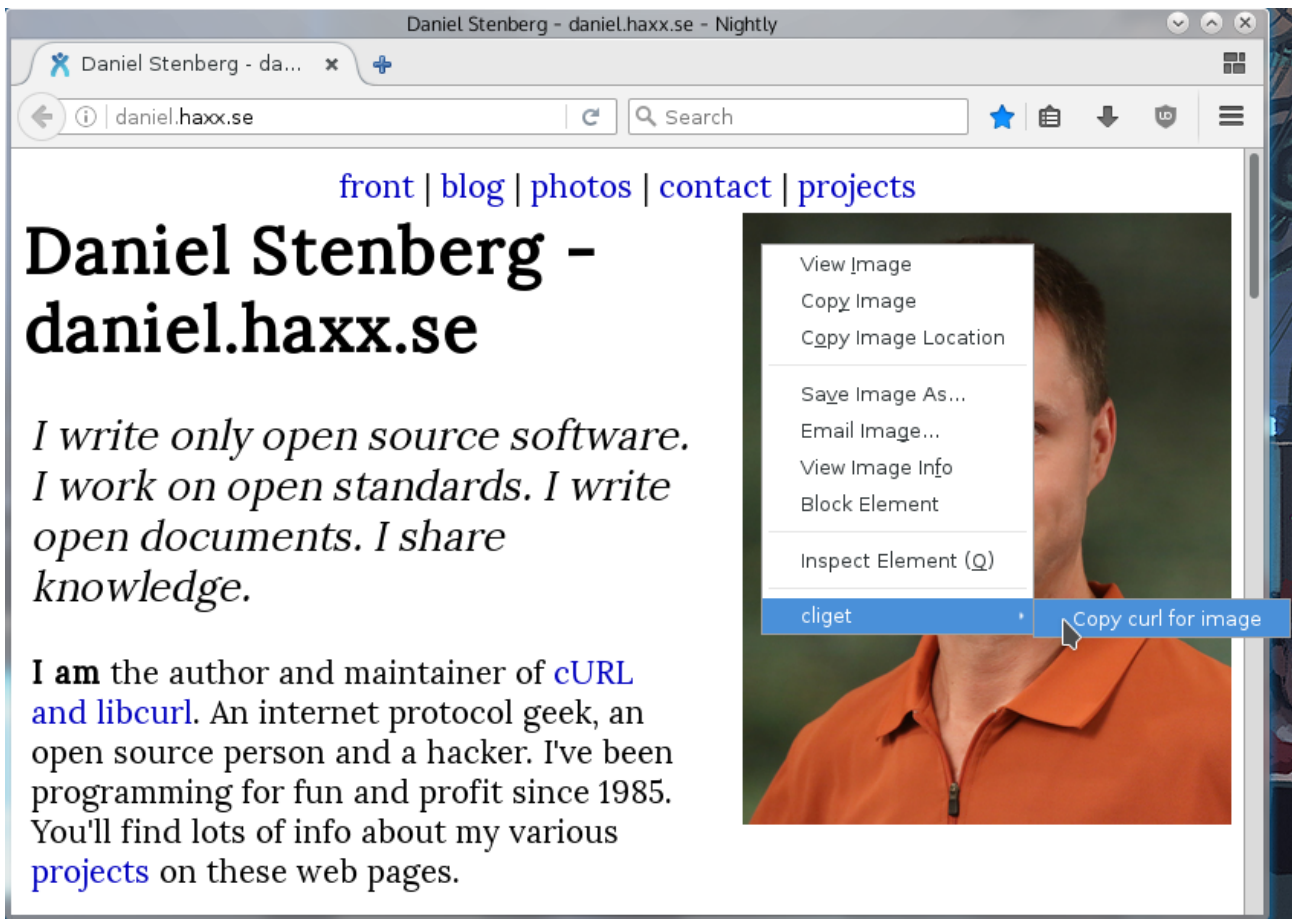 Daniel Stenberg - daniel.haxx.se - Nightly
Daniel Stenberg - da...
daniel.haxx.se
Search
front | blog | photos | contact | projects
Daniel Stenberg -
daniel.haxx.se
I write only open source software.
I work on open standards. I write
open documents. I share
knowledge.
I am the author and maintainer of cURL
and libcurl. An internet protocol geek, an
open source person and a hacker. I've been
programming for fun and profit since 1985.
You'll find lots of info about my various
projects on these web pages.
View Image
Copy Image
Copy Image Location
Save Image As...
Email Image...
View Image Info
Block Element
Inspect Element (Q)
cliget
Copy curl for image